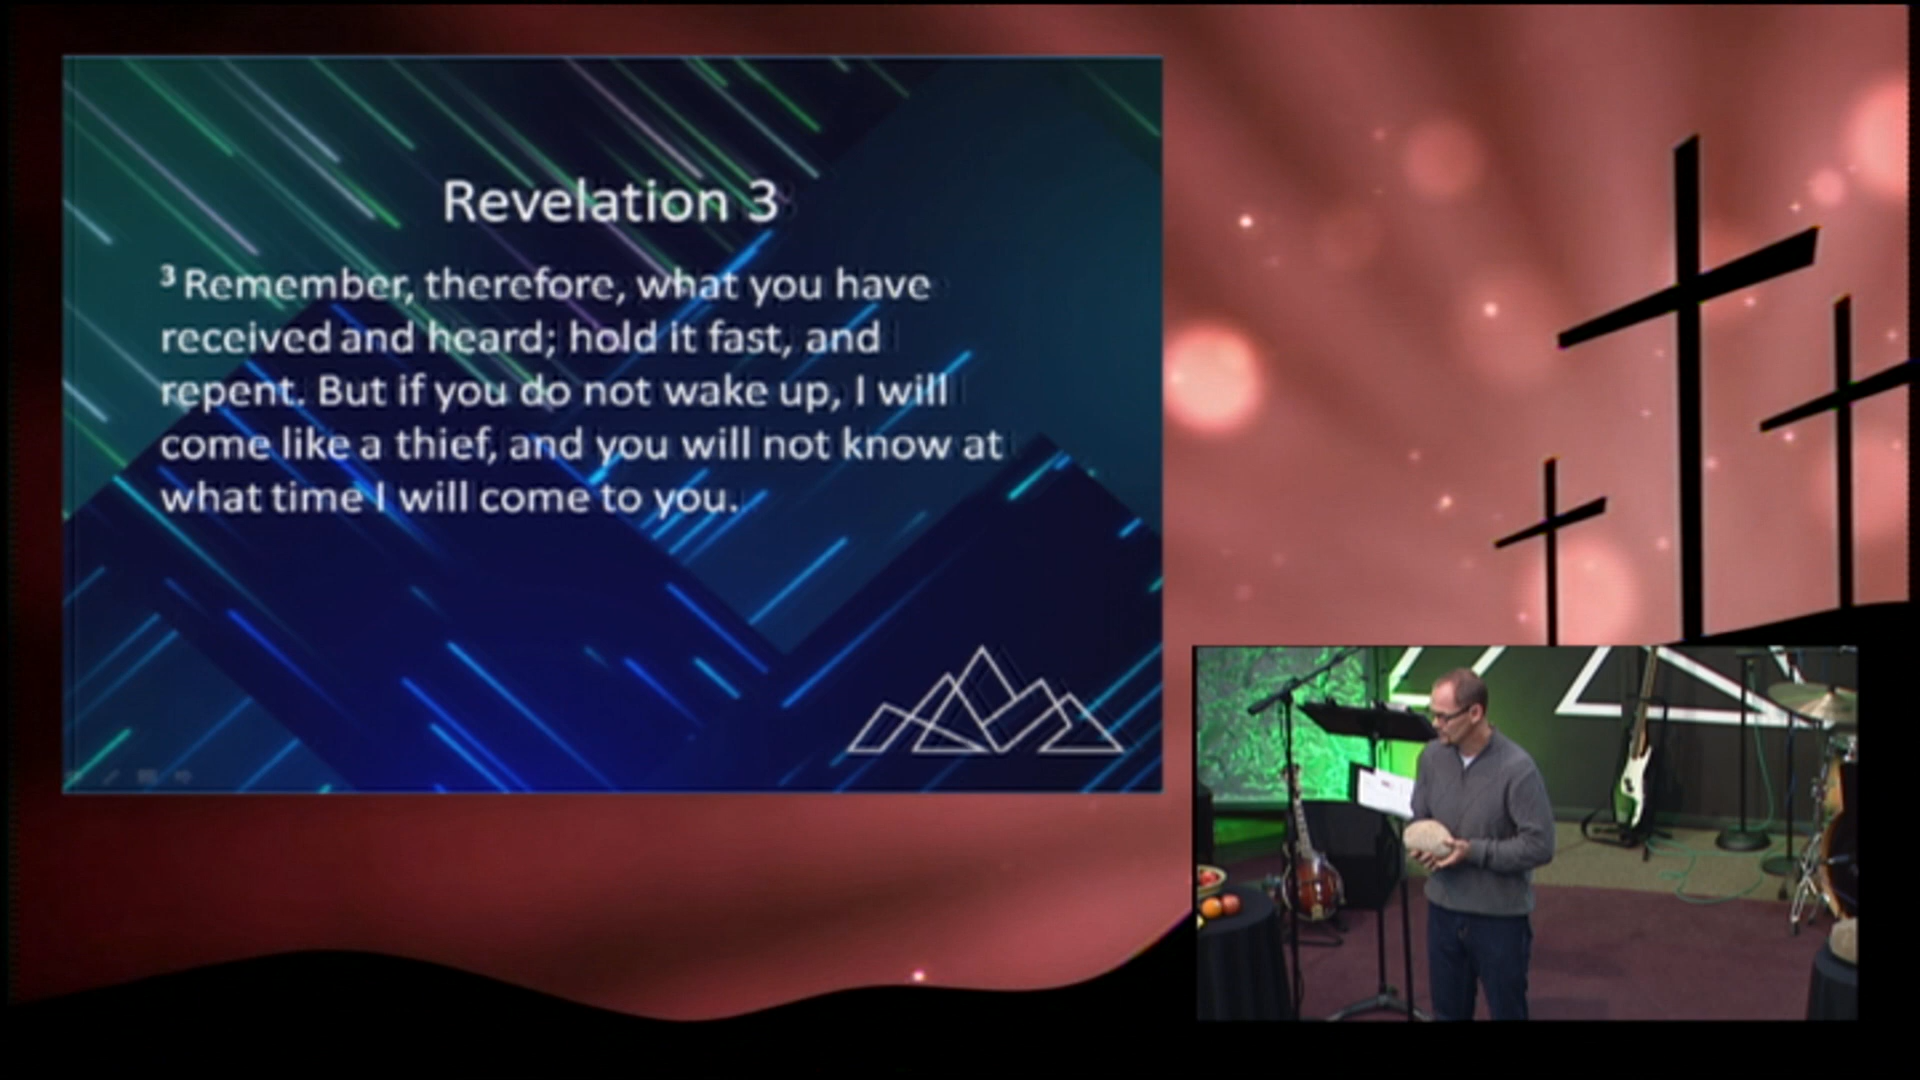 Revelation 3
3 Remember, therefore, what you have
received and heard; hold it fast, and
repent. But if you do not wake up, I will
come like a thief, and you will not know at
what time I will come to you.